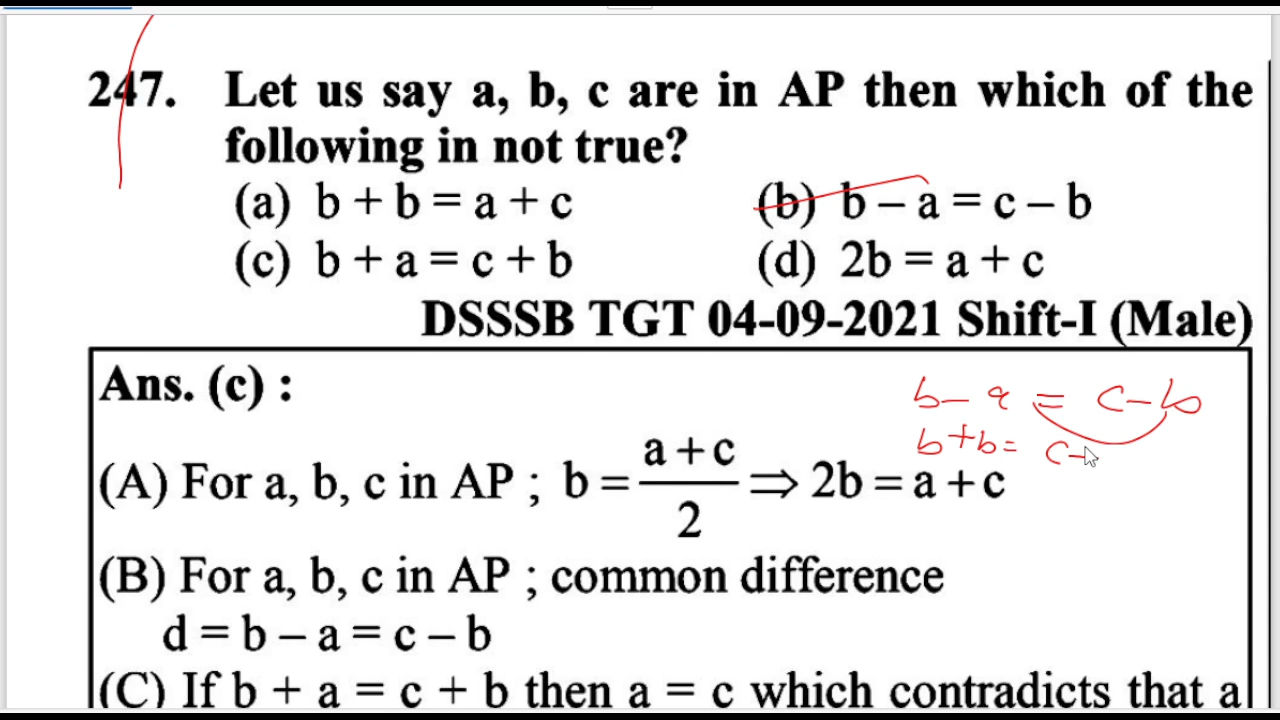 247. Let us say a, b, c are in AP then which of the
following in not true?
(a) b + b = a + c (b) b – a = c – b
(c) b + a = c + b (d) 2b = a + c
DSSSB TGT 04-09-2021 Shift-I (Male)
Ans. (c) :
b – a = c – b
b + b = c –
(A) For a, b, c in AP ; b = (a + c)/2 ⇒ 2b = a + c
(B) For a, b, c in AP ; common difference
d = b – a = c – b
(C) If b + a = c + b then a = c which contradicts that a